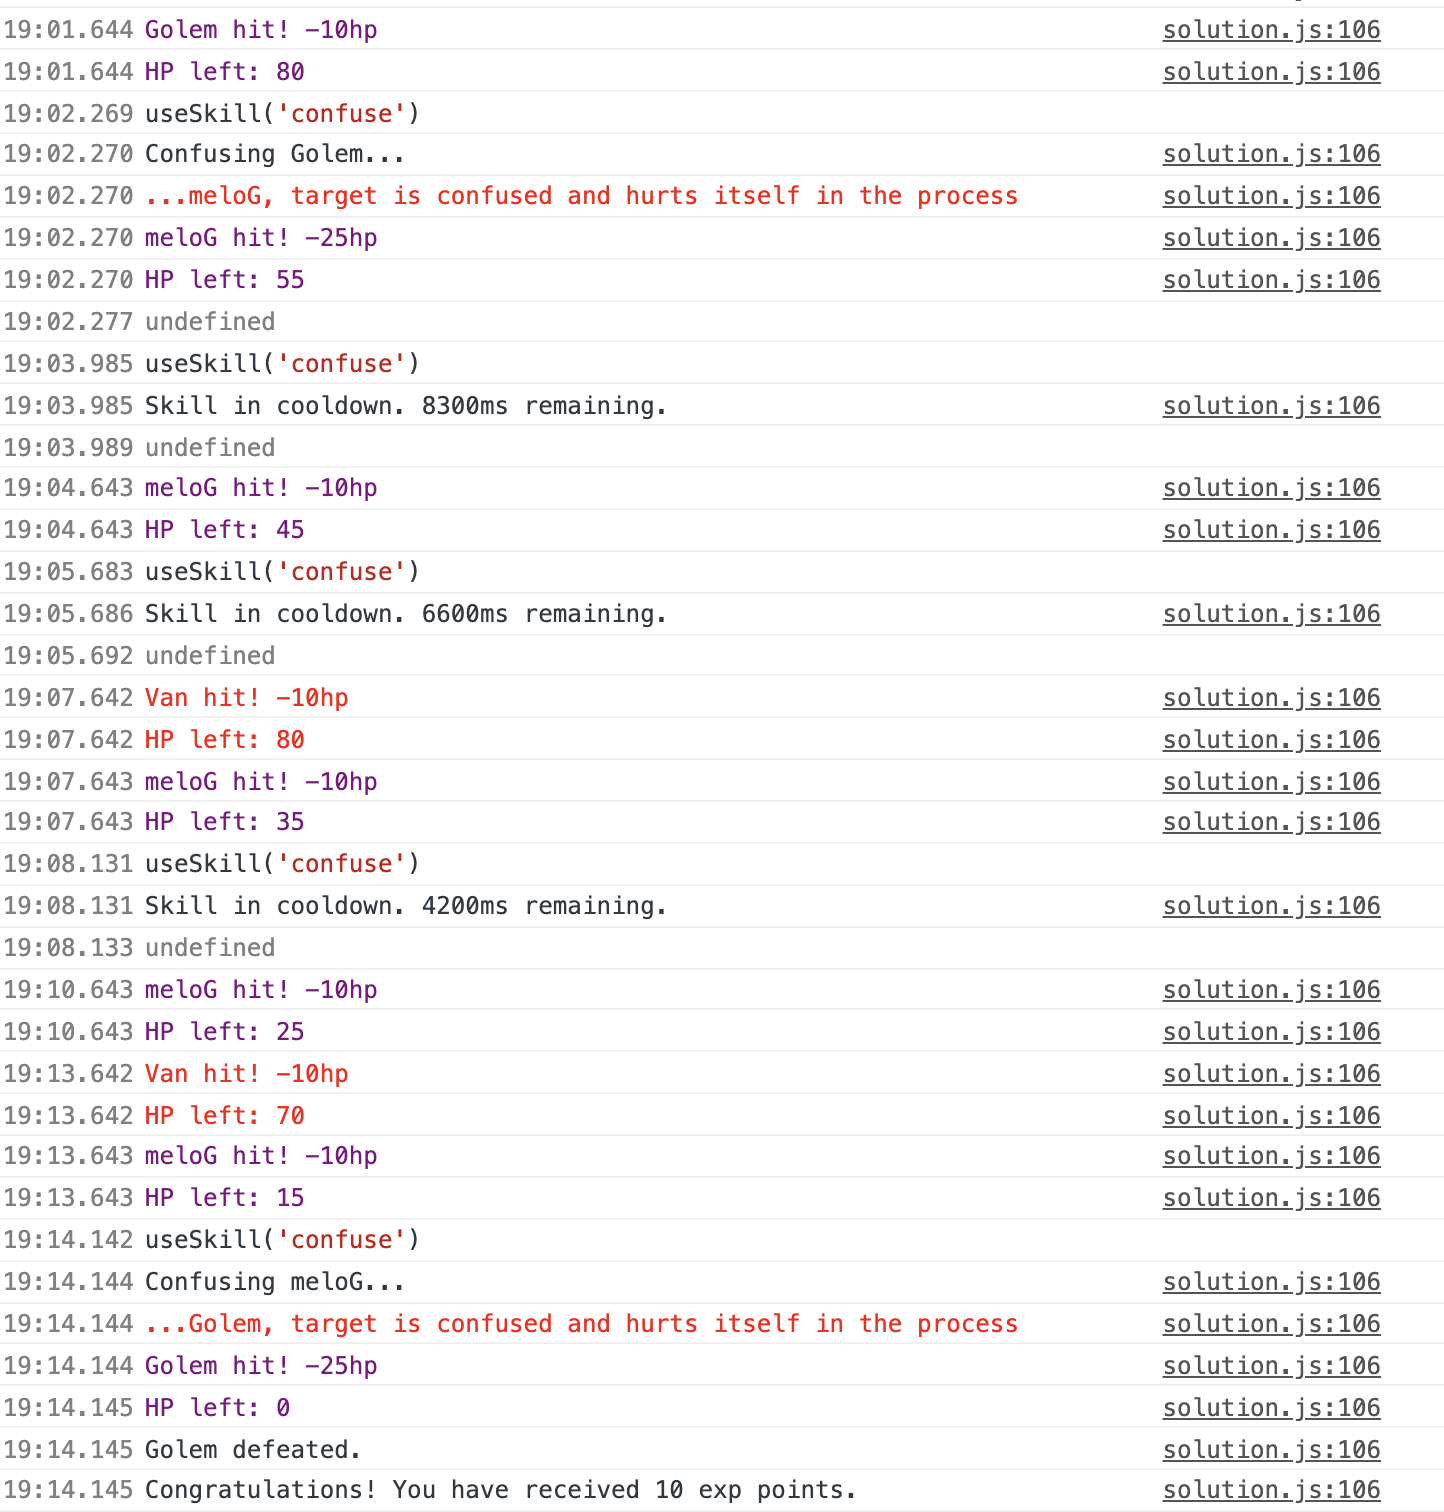 19:01.644 Golem hit! -10hp solution.js:106
19:01.644 HP left: 80 solution.js:106
19:02.269 useSkill('confuse')
19:02.270 Confusing Golem... solution.js:106
19:02.270 ...meloG, target is confused and hurts itself in the process solution.js:106
19:02.270 meloG hit! -25hp solution.js:106
19:02.270 HP left: 55 solution.js:106
19:02.277 undefined
19:03.985 useSkill('confuse')
19:03.985 Skill in cooldown. 8300ms remaining. solution.js:106
19:03.989 undefined
19:04.643 meloG hit! -10hp solution.js:106
19:04.643 HP left: 45 solution.js:106
19:05.683 useSkill('confuse')
19:05.686 Skill in cooldown. 6600ms remaining. solution.js:106
19:05.692 undefined
19:07.642 Van hit! -10hp solution.js:106
19:07.642 HP left: 80 solution.js:106
19:07.643 meloG hit! -10hp solution.js:106
19:07.643 HP left: 35 solution.js:106
19:08.131 useSkill('confuse')
19:08.131 Skill in cooldown. 4200ms remaining. solution.js:106
19:08.133 undefined
19:10.643 meloG hit! -10hp solution.js:106
19:10.643 HP left: 25 solution.js:106
19:13.642 Van hit! -10hp solution.js:106
19:13.642 HP left: 70 solution.js:106
19:13.643 meloG hit! -10hp solution.js:106
19:13.643 HP left: 15 solution.js:106
19:14.142 useSkill('confuse')
19:14.144 Confusing meloG... solution.js:106
19:14.144 ...Golem, target is confused and hurts itself in the process solution.js:106
19:14.144 Golem hit! -25hp solution.js:106
19:14.145 HP left: 0 solution.js:106
19:14.145 Golem defeated. solution.js:106
19:14.145 Congratulations! You have received 10 exp points. solution.js:106